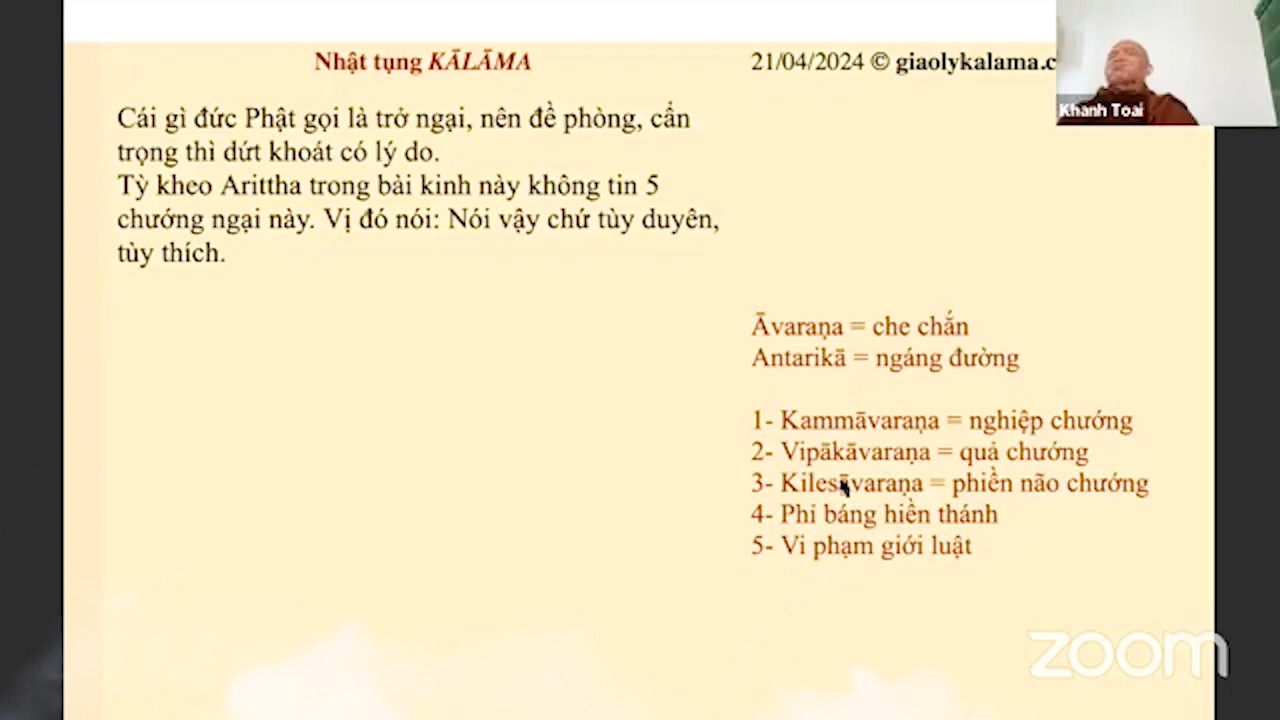 Nhật tụng KĀLĀMA
21/04/2024 © giaolykalama.c
Khanh Toai
Cái gì đức Phật gọi là trở ngại, nên đề phòng, cẩn
trọng thì dứt khoát có lý do.
Tỳ kheo Arittha trong bài kinh này không tin 5
chướng ngại này. Vị đó nói: Nói vậy chứ tùy duyên,
tùy thích.
Āvaraṇa = che chắn
Antarikā = ngáng đường
1- Kammāvaraṇa = nghiệp chướng
2- Vipākāvaraṇa = quả chướng
3- Kilesāvaraṇa = phiền não chướng
4- Phỉ báng hiền thánh
5- Vi phạm giới luật
zoom